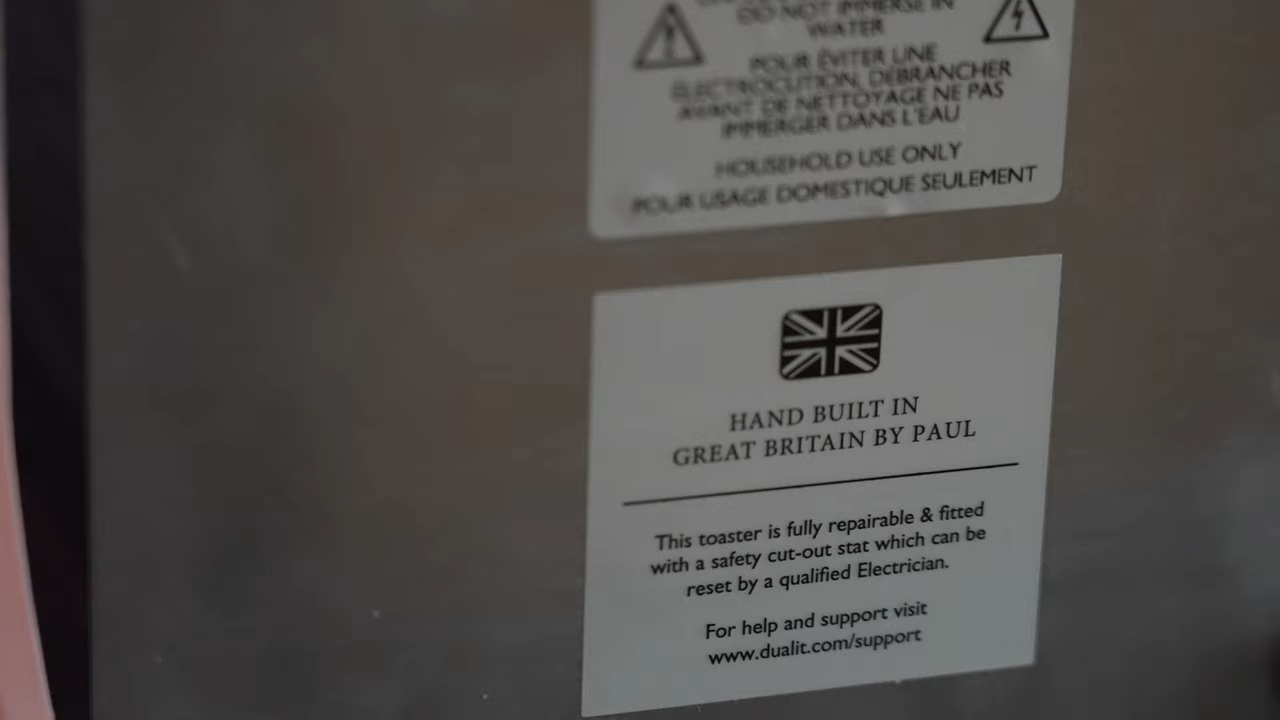 DO NOT IMMERSE IN
WATER
POUR ÉVITER UNE
ÉLECTROCUTION, DÉBRANCHER
AVANT DE NETTOYAGE NE PAS
IMMERGER DANS L'EAU
HOUSEHOLD USE ONLY
POUR USAGE DOMESTIQUE SEULEMENT
HAND BUILT IN
GREAT BRITAIN BY PAUL
This toaster is fully repairable & fitted
with a safety cut-out stat which can be
reset by a qualified Electrician.
For help and support visit
www.dualit.com/support